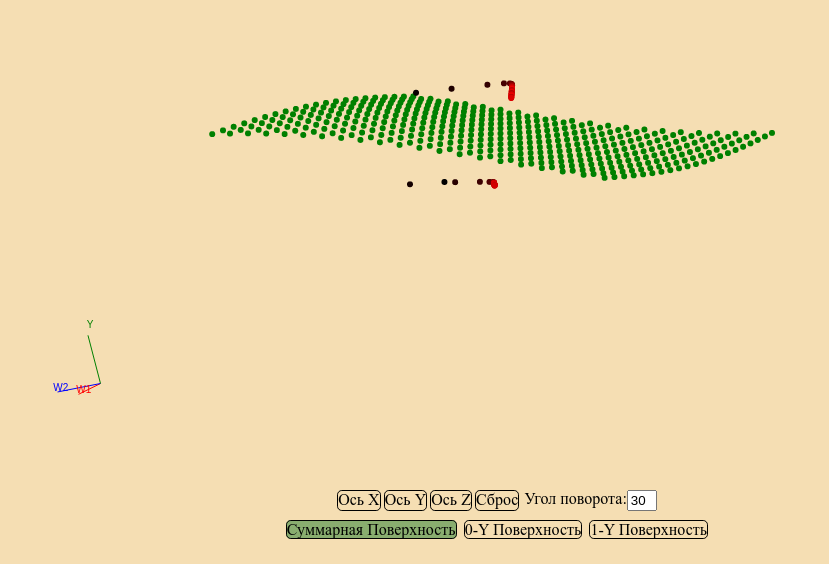 Y
W2 W1
Ось X Ось Y Ось Z Сброс Угол поворота: 30
Суммарная Поверхность 0-Y Поверхность 1-Y Поверхность